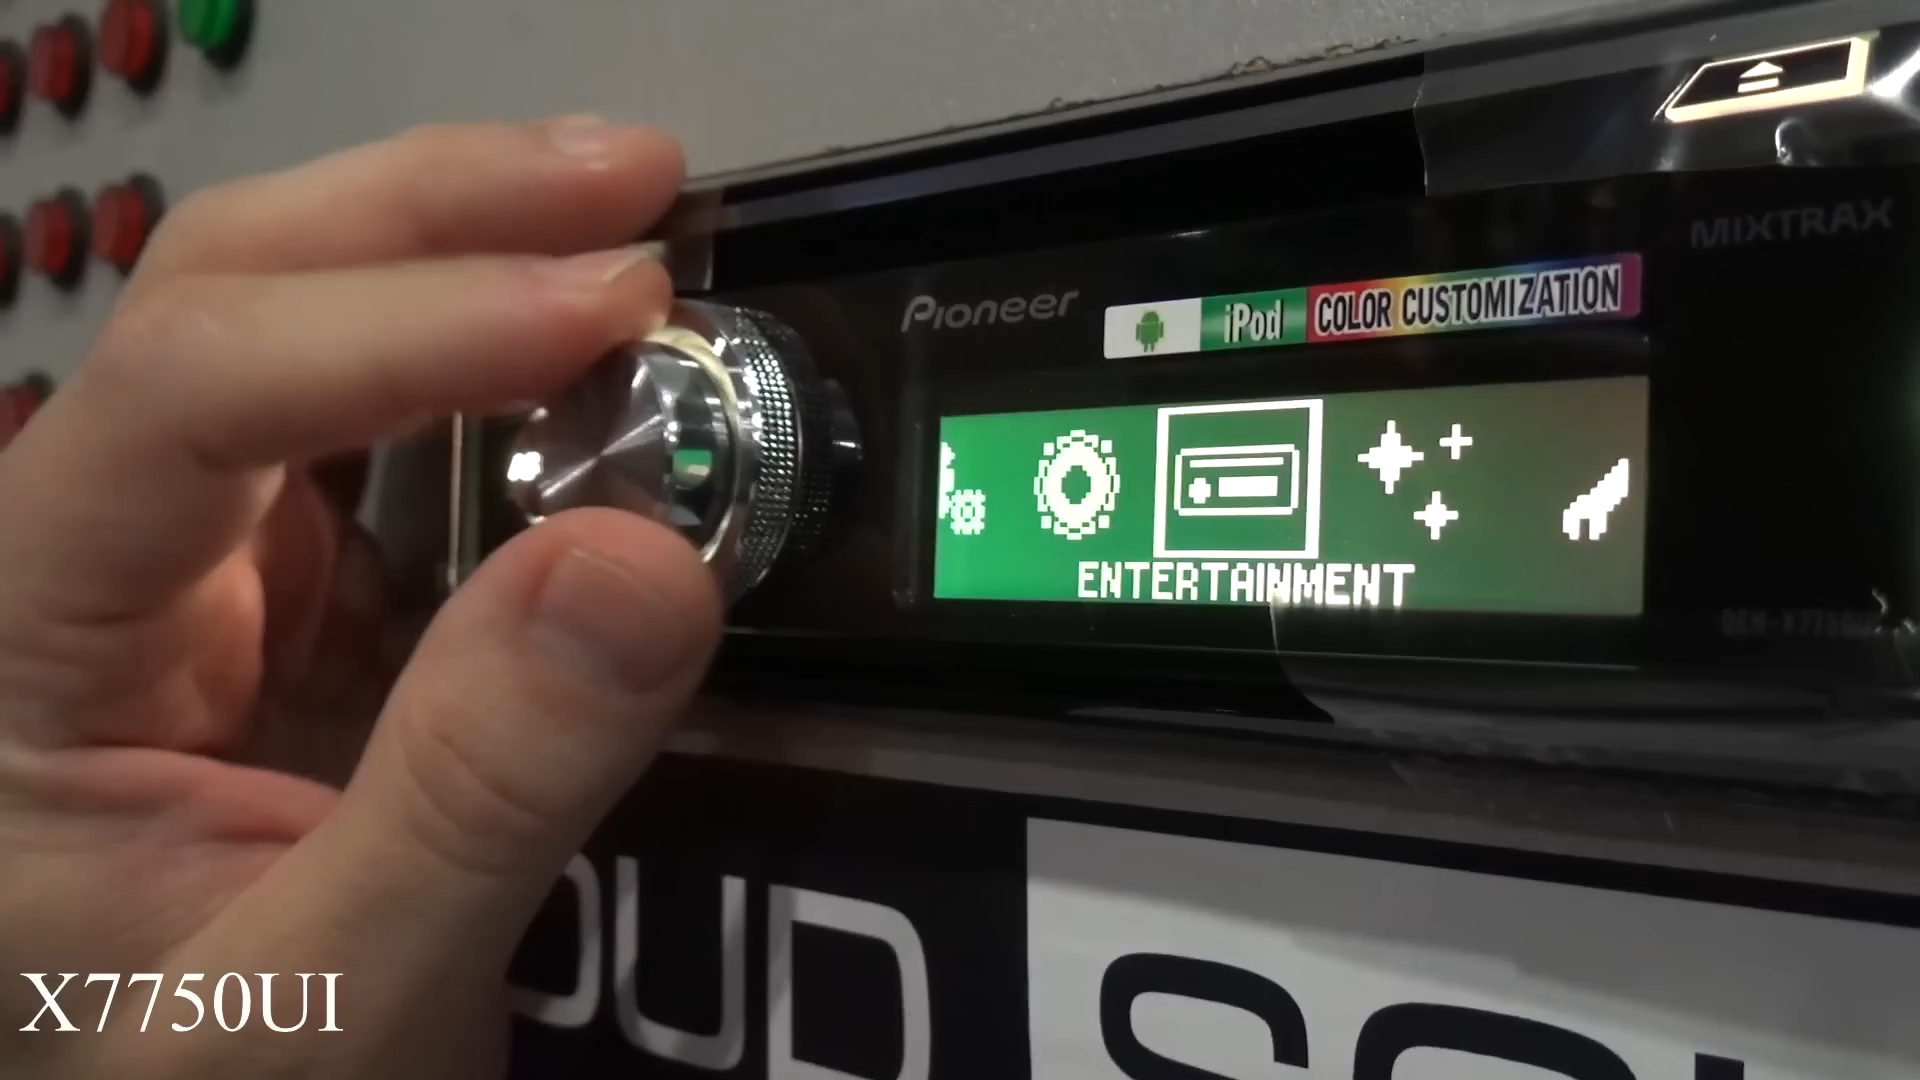 MIXTRAX
Pioneer
iPod COLOR CUSTOMIZATION
ENTERTAINMENT
X7750UI